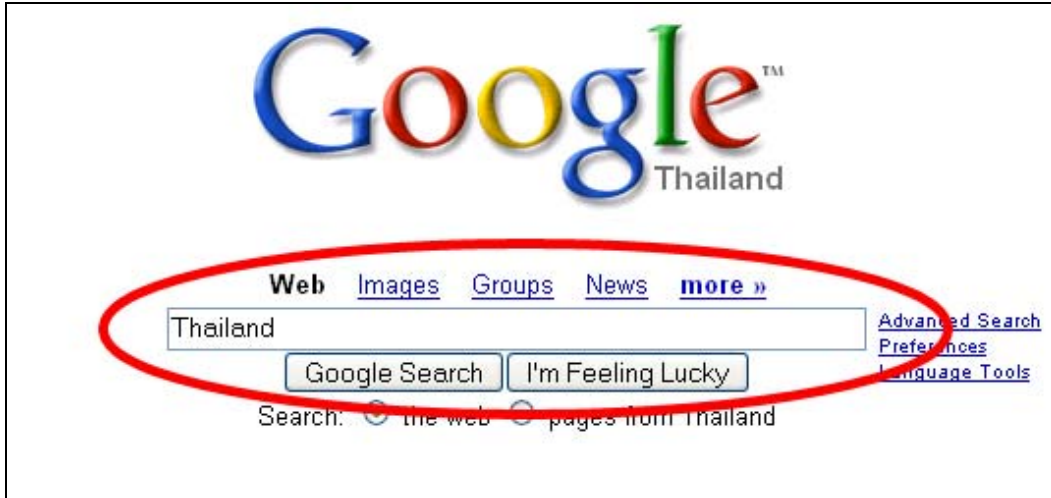 Google™
Thailand
Web Images Groups News more »
Thailand
Advanced Search
Preferences
Language Tools
Google Search I'm Feeling Lucky
Search: the web pages from Thailand